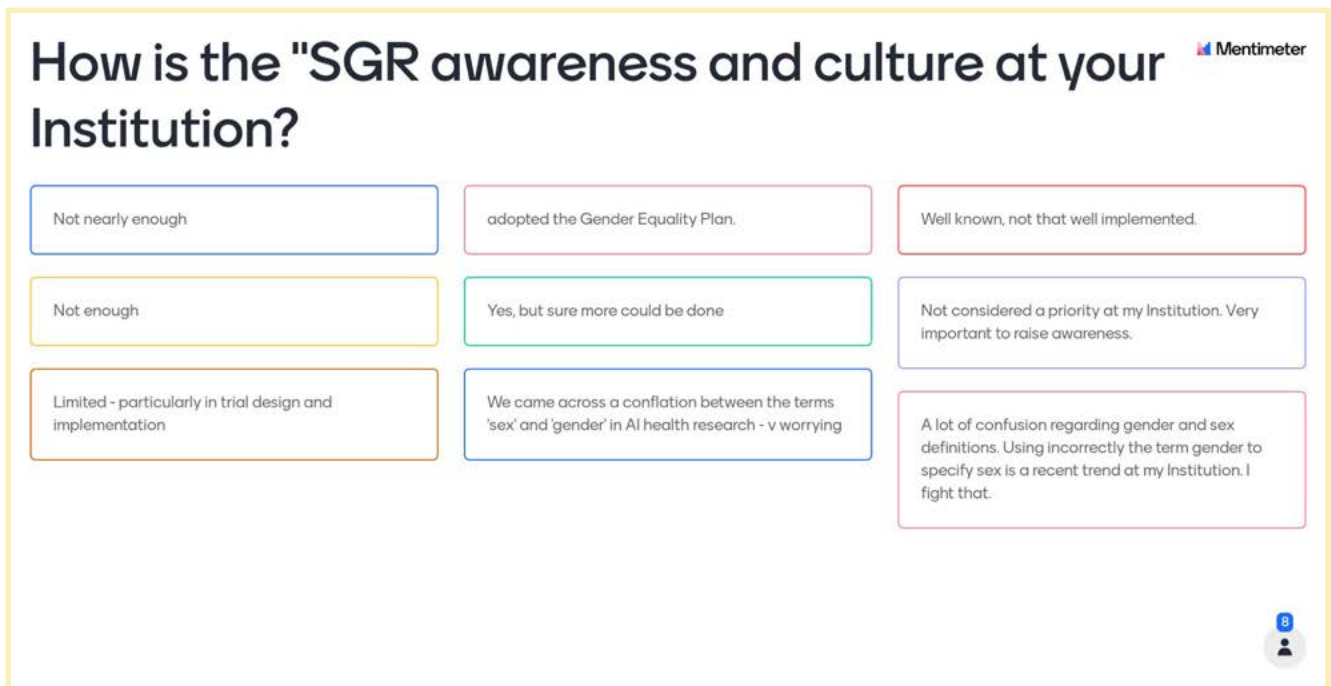 How is the "SGR awareness and culture at your
Institution?
Mentimeter
Not nearly enough
adopted the Gender Equality Plan.
Well known, not that well implemented.
Not enough
Yes, but sure more could be done
Not considered a priority at my Institution. Very
important to raise awareness.
Limited - particularly in trial design and
implementation
We came across a conflation between the terms
'sex' and 'gender' in AI health research - v worrying
A lot of confusion regarding gender and sex
definitions. Using incorrectly the term gender to
specify sex is a recent trend at my Institution. I
fight that.
8